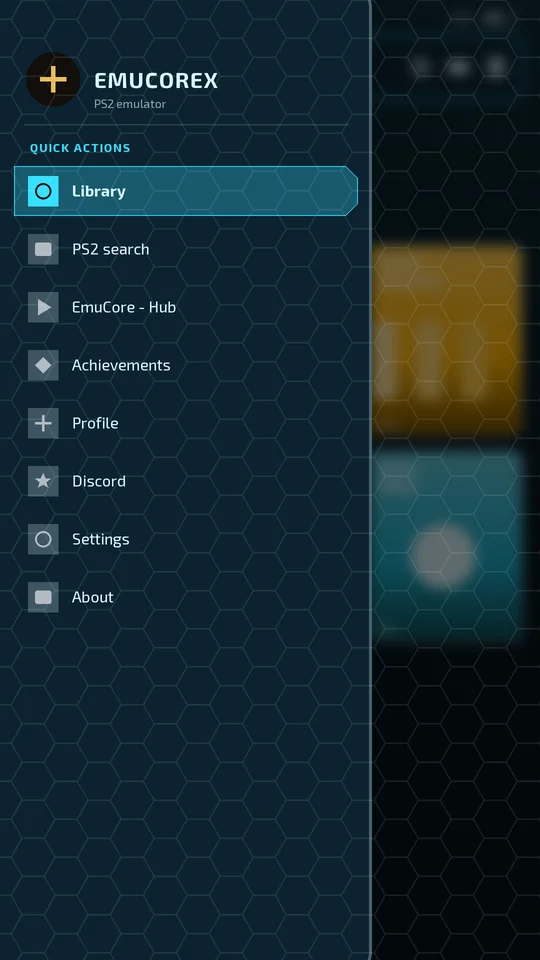 EMUCOREX
PS2 emulator
QUICK ACTIONS
Library
PS2 search
EmuCore - Hub
Achievements
Profile
Discord
Settings
About